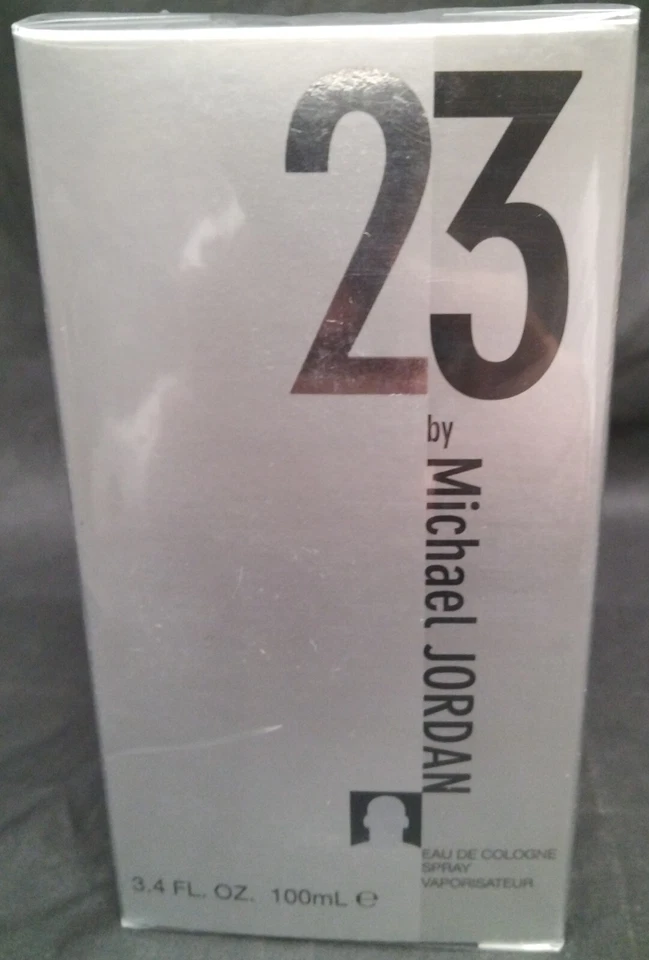 23
by
Michael JORDAN
EAU DE COLOGNE
SPRAY
VAPORISATEUR
3.4 FL. OZ. 100mL ℮